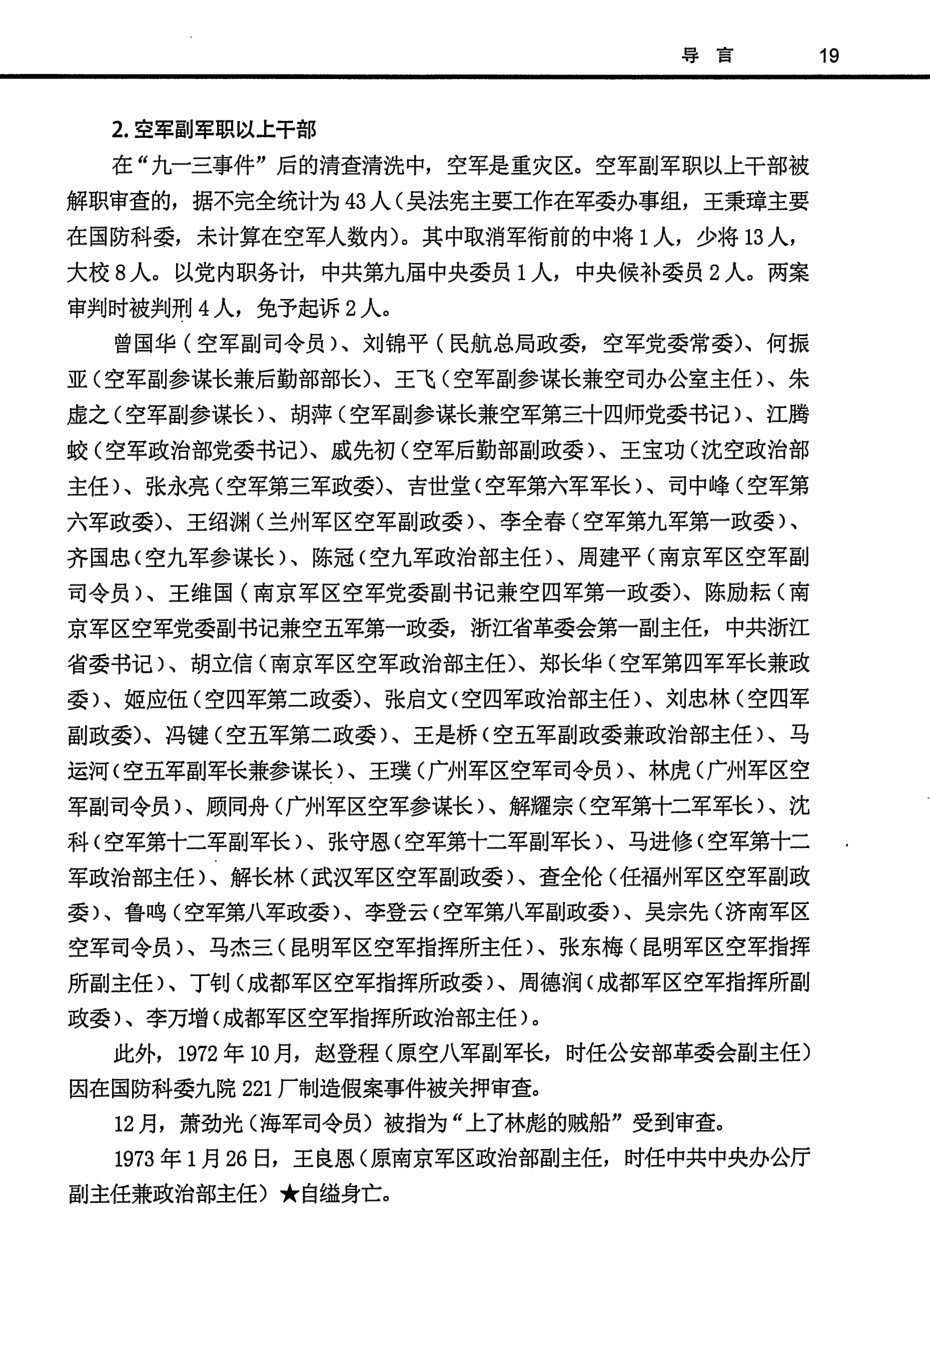 导言 19
2. 空军副军职以上干部
在“九一三事件”后的清查清洗中，空军是重灾区。空军副军职以上干部被
解职审查的，据不完全统计为 43 人（吴法宪主要工作在军委办事组，王秉璋主要
在国防科委，未计算在空军人数内）。其中取消军衔前的中将 1 人，少将 13 人，
大校 8 人。以党内职务计，中共第九届中央委员 1 人，中央候补委员 2 人。两案
审判时被判刑 4 人，免予起诉 2 人。
曾国华（空军副司令员）、刘锦平（民航总局政委，空军党委常委）、何振
亚（空军副参谋长兼后勤部部长）、王飞（空军副参谋长兼空司办公室主任）、朱
虚之（空军副参谋长）、胡萍（空军副参谋长兼空军第三十四师党委书记）、江腾
蛟（空军政治部党委书记）、戚先初（空军后勤部副政委）、王宝功（沈空政治部
主任）、张永亮（空军第三军政委）、吉世堂（空军第六军军长）、司中峰（空军第
六军政委）、王绍渊（兰州军区空军副政委）、李全春（空军第九军第一政委）、
齐国忠（空九军参谋长）、陈冠（空九军政治部主任）、周建平（南京军区空军副
司令员）、王维国（南京军区空军党委副书记兼空四军第一政委）、陈励耘（南
京军区空军党委副书记兼空五军第一政委，浙江省革委会第一副主任，中共浙江
省委书记）、胡立信（南京军区空军政治部主任）、郑长华（空军第四军军长兼政
委）、姬应伍（空四军第二政委）、张启文（空四军政治部主任）、刘忠林（空四军
副政委）、冯键（空五军第二政委）、王是桥（空五军副政委兼政治部主任）、马
运河（空五军副军长兼参谋长）、王璞（广州军区空军司令员）、林虎（广州军区空
军副司令员）、顾同舟（广州军区空军参谋长）、解耀宗（空军第十二军军长）、沈
科（空军第十二军副军长）、张守恩（空军第十二军副军长）、马进修（空军第十二
军政治部主任）、解长林（武汉军区空军副政委）、查全伦（任福州军区空军副政
委）、鲁鸣（空军第八军政委）、李登云（空军第八军副政委）、吴宗先（济南军区
空军司令员）、马杰三（昆明军区空军指挥所主任）、张东梅（昆明军区空军指挥
所副主任）、丁钊（成都军区空军指挥所政委）、周德润（成都军区空军指挥所副
政委）、李万增（成都军区空军指挥所政治部主任）。
此外，1972 年 10 月，赵登程（原空八军副军长，时任公安部革委会副主任）
因在国防科委九院 221 厂制造假案事件被关押审查。
12 月，萧劲光（海军司令员）被指为“上了林彪的贼船”受到审查。
1973 年 1 月 26 日，王良恩（原南京军区政治部副主任，时任中共中央办公厅
副主任兼政治部主任）★自缢身亡。